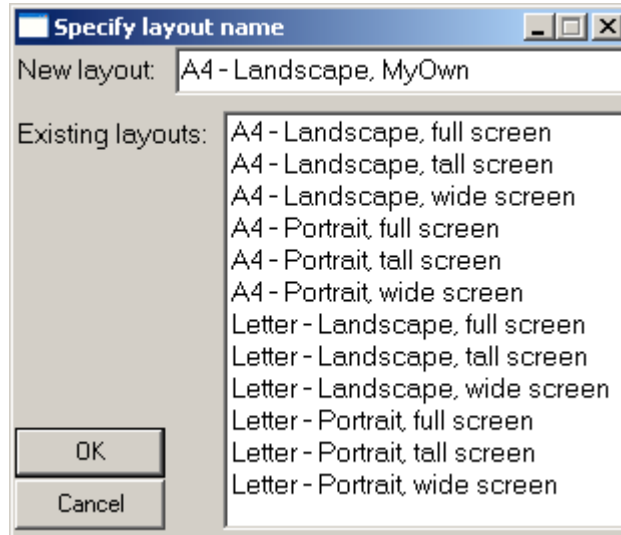 Specify layout name
New layout: A4 - Landscape, MyOwn
Existing layouts:
A4 - Landscape, full screen
A4 - Landscape, tall screen
A4 - Landscape, wide screen
A4 - Portrait, full screen
A4 - Portrait, tall screen
A4 - Portrait, wide screen
Letter - Landscape, full screen
Letter - Landscape, tall screen
Letter - Landscape, wide screen
Letter - Portrait, full screen
Letter - Portrait, tall screen
Letter - Portrait, wide screen
OK
Cancel